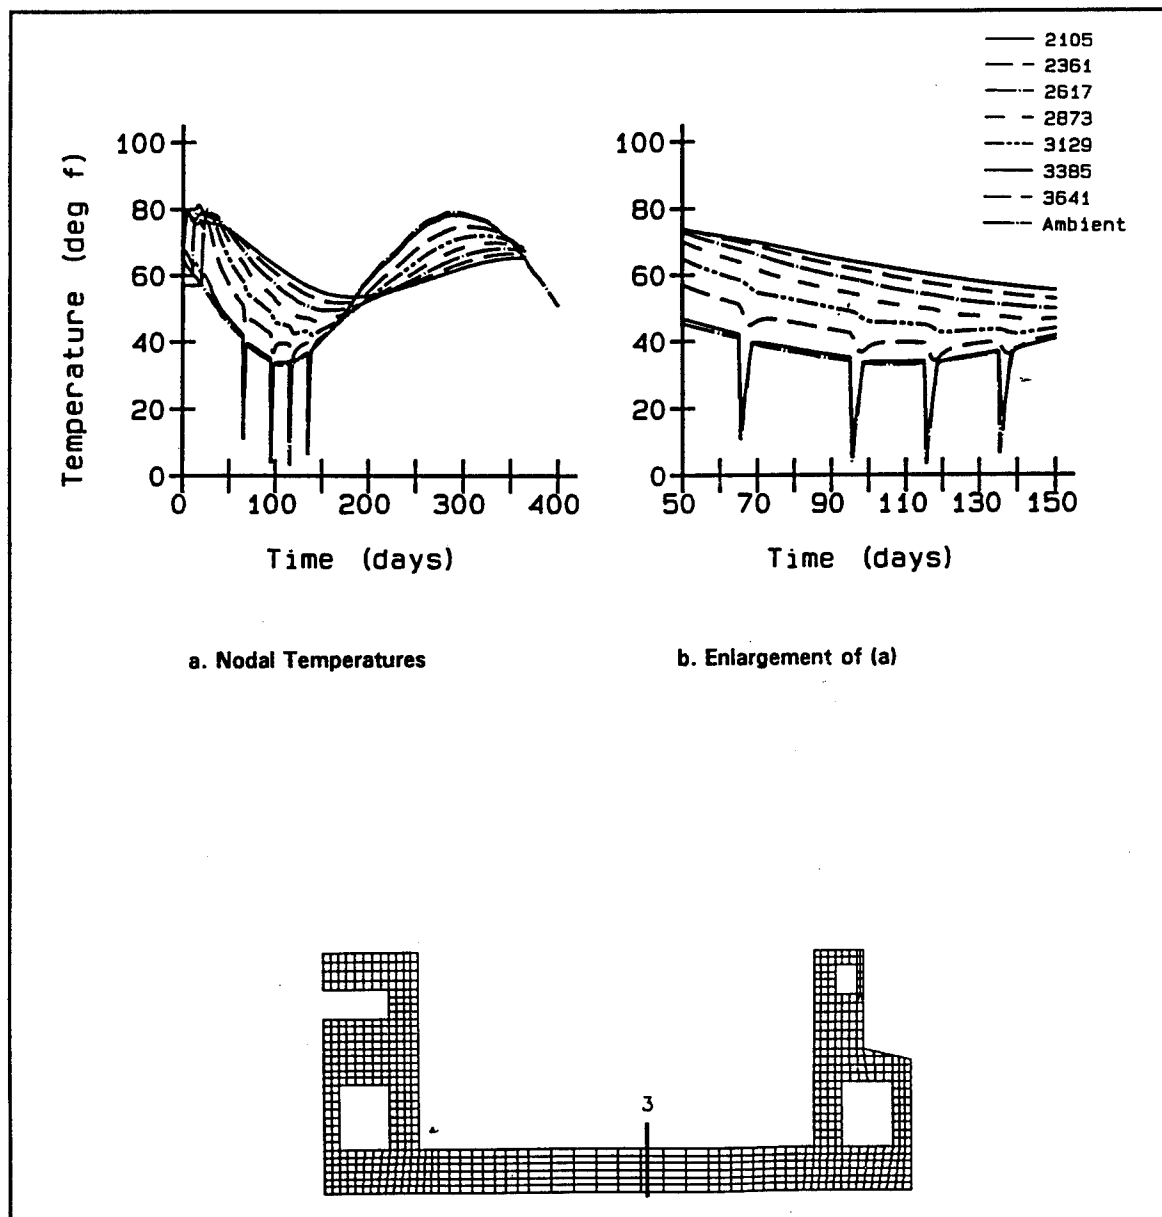 2105
2361
2617
2873
3129
3385
3641
Ambient
Temperature (deg f)
100
80
60
40
20
0
0 100 200 300 400
Time (days)
100
80
60
40
20
0
50 70 90 110 130 150
Time (days)
a. Nodal Temperatures
b. Enlargement of (a)
3